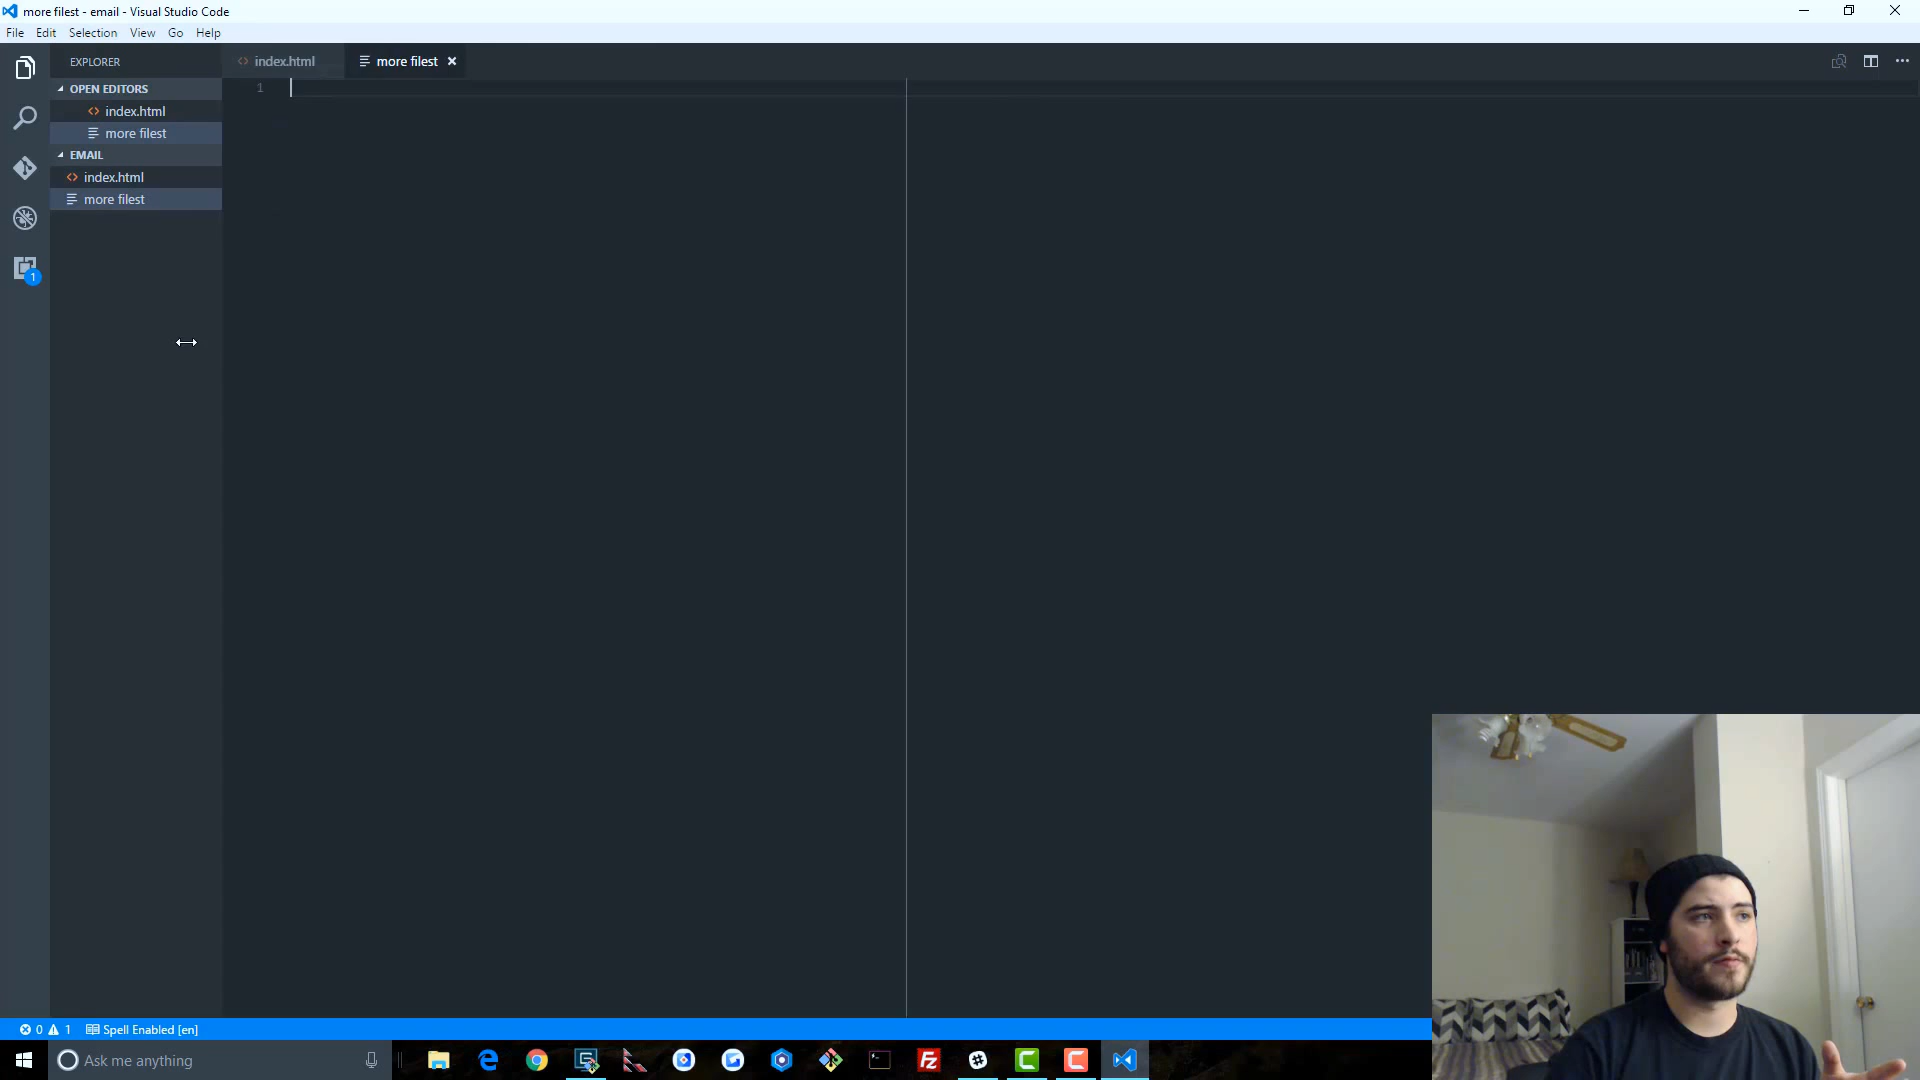 more filest - email - Visual Studio Code
File Edit Selection View Go Help
EXPLORER
index.html
more filest
OPEN EDITORS
index.html
more filest
EMAIL
index.html
more filest
1
1
0 1 Spell Enabled [en]
Ask me anything